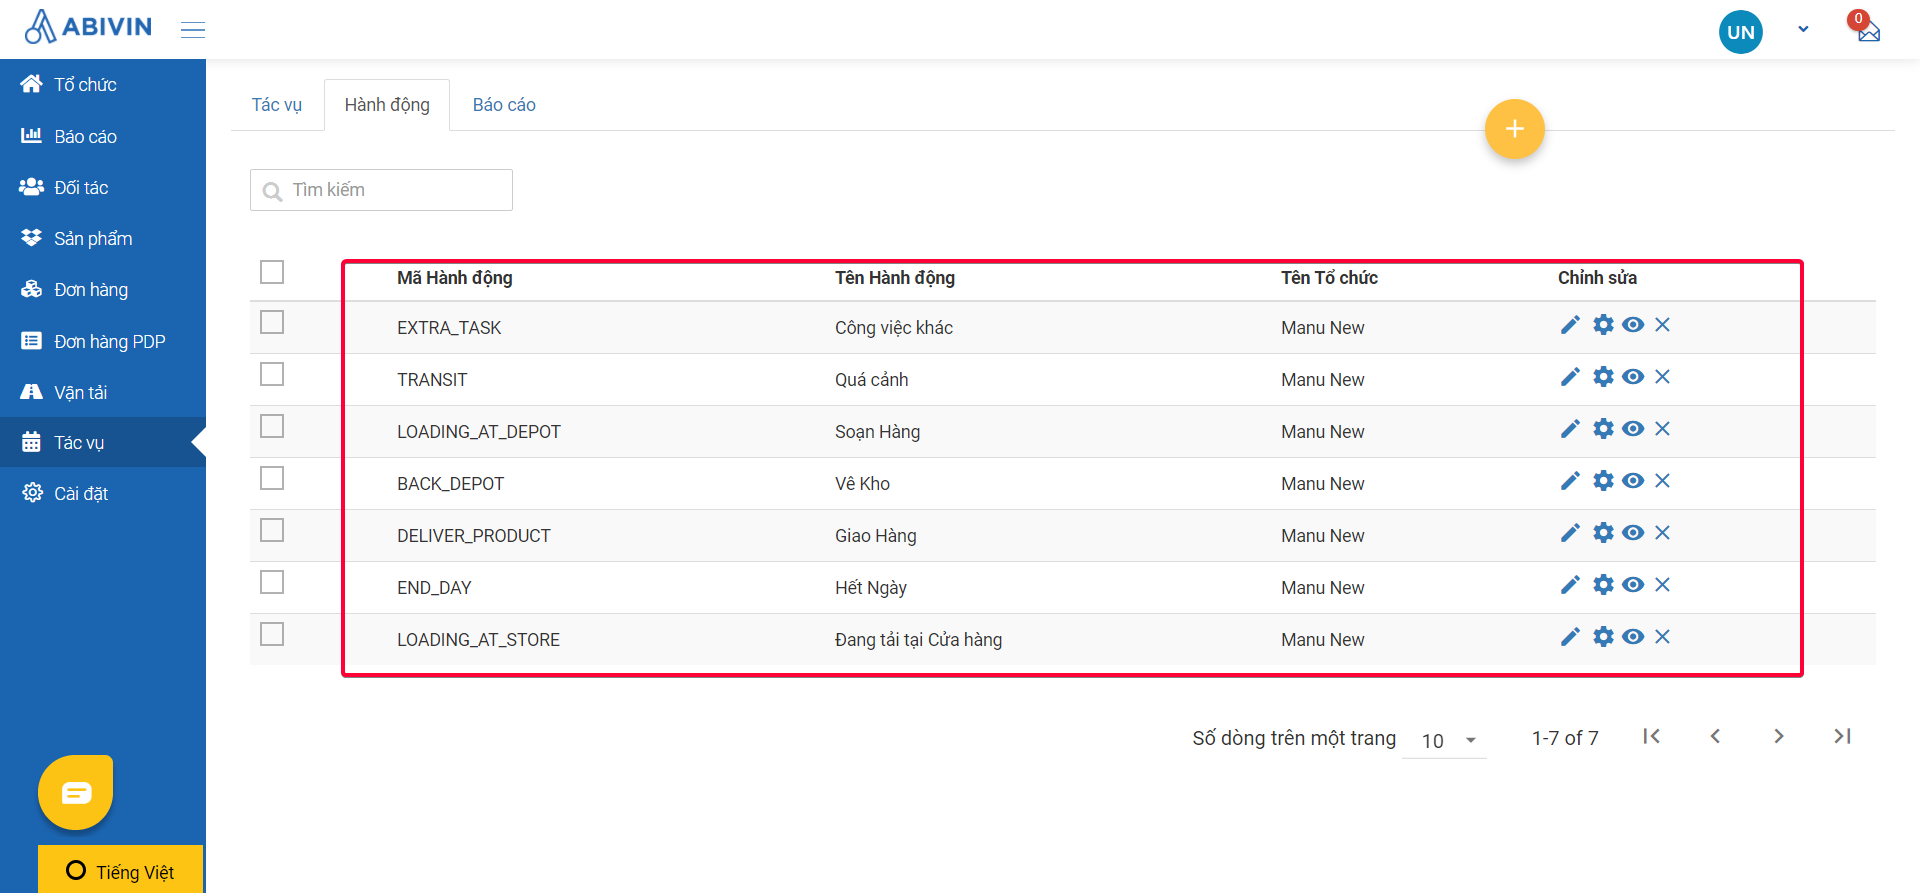 ABIVIN
UN
0
Tổ chức
Báo cáo
Đối tác
Sản phẩm
Đơn hàng
Đơn hàng PDP
Vận tải
Tác vụ
Cài đặt
Tiếng Việt
Tác vụ Hành động Báo cáo
+
Tìm kiếm
Mã Hành động Tên Hành động Tên Tổ chức Chỉnh sửa
EXTRA_TASK Công việc khác Manu New
TRANSIT Quá cảnh Manu New
LOADING_AT_DEPOT Soạn Hàng Manu New
BACK_DEPOT Vê Kho Manu New
DELIVER_PRODUCT Giao Hàng Manu New
END_DAY Hết Ngày Manu New
LOADING_AT_STORE Đang tải tại Cửa hàng Manu New
Số dòng trên một trang 10 1-7 of 7